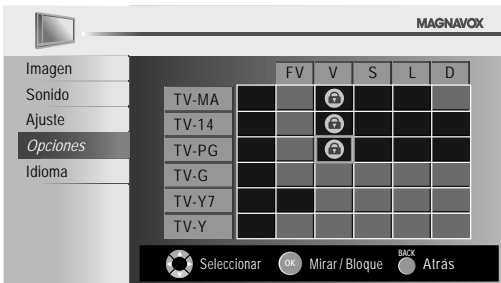 MAGNAVOX
Imagen
Sonido
Ajuste
Opciones
Idioma
FV V S L D
TV-MA
TV-14
TV-PG
TV-G
TV-Y7
TV-Y
Seleccionar OK Mirar / Bloque BACK Atrás